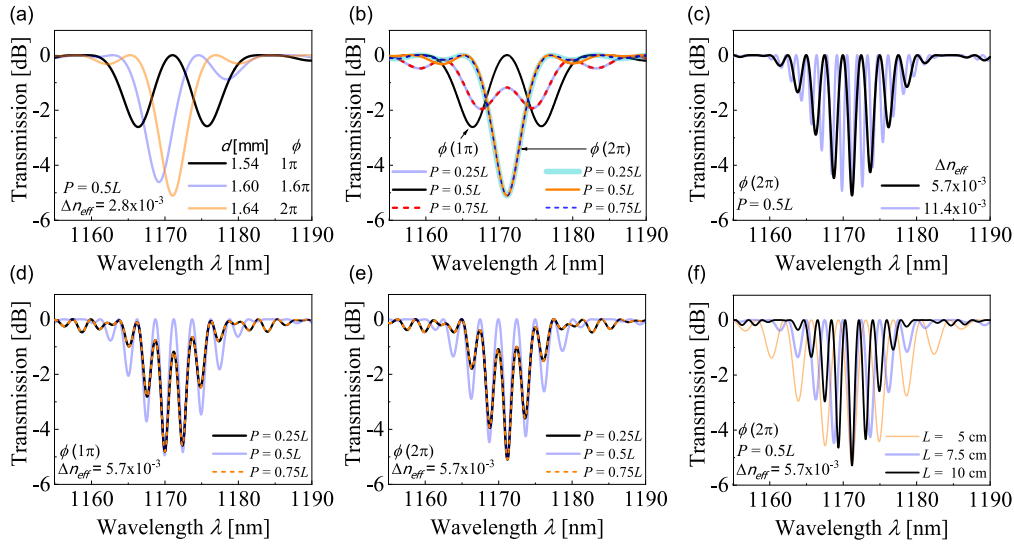 (a)
Transmission [dB]
0
-2
-4
-6
d [mm] ϕ
1.54 1π
1.60 1.6π
1.64 2π
P = 0.5L
Δn_eff = 2.8x10⁻³
1160 1170 1180 1190
Wavelength λ [nm]
(b)
Transmission [dB]
0
-2
-4
-6
ϕ (1π)
ϕ (2π)
P = 0.25L P = 0.25L
P = 0.5L P = 0.5L
P = 0.75L P = 0.75L
1160 1170 1180 1190
Wavelength λ [nm]
(c)
Transmission [dB]
0
-2
-4
-6
ϕ (2π)
P = 0.5L
Δn_eff
5.7x10⁻³
11.4x10⁻³
1160 1170 1180 1190
Wavelength λ [nm]
(d)
Transmission [dB]
0
-2
-4
-6
ϕ (1π)
Δn_eff = 5.7x10⁻³
P = 0.25L
P = 0.5L
P = 0.75L
1160 1170 1180 1190
Wavelength λ [nm]
(e)
Transmission [dB]
0
-2
-4
-6
ϕ (2π)
Δn_eff = 5.7x10⁻³
P = 0.25L
P = 0.5L
P = 0.75L
1160 1170 1180 1190
Wavelength λ [nm]
(f)
Transmission [dB]
0
-2
-4
-6
ϕ (2π)
P = 0.5L
Δn_eff = 5.7x10⁻³
L = 5 cm
L = 7.5 cm
L = 10 cm
1160 1170 1180 1190
Wavelength λ [nm]